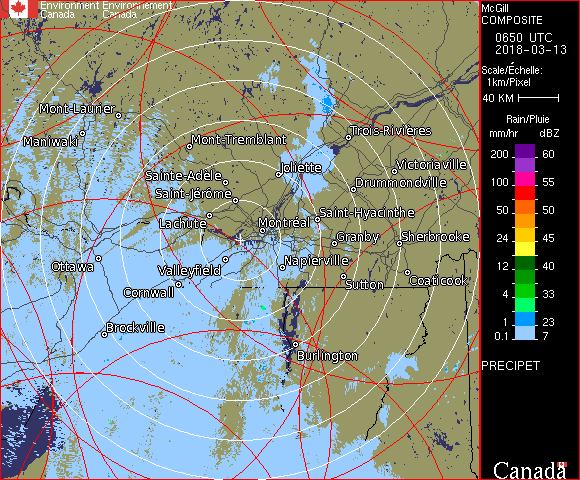 Environment Environnement
Canada Canada
McGill
COMPOSITE
0650 UTC
2018-03-13
Scale/Échelle:
1km/Pixel
40 KM
Rain/Pluie
mm/hr dBZ
200 60
100 55
50 50
24 45
12 40
4 33
1 23
0.1 7
PRECIPET
Canada
Mont-Laurier
Maniwaki
Mont-Tremblant
Trois-Rivières
Sainte-Adèle
Joliette
Victoriaville
Saint-Jérôme
Drummondville
Lachute
Montréal
Saint-Hyacinthe
Granby
Sherbrooke
Ottawa
Valleyfield
Napierville
Cornwall
Sutton
Coaticook
Brockville
Burlington